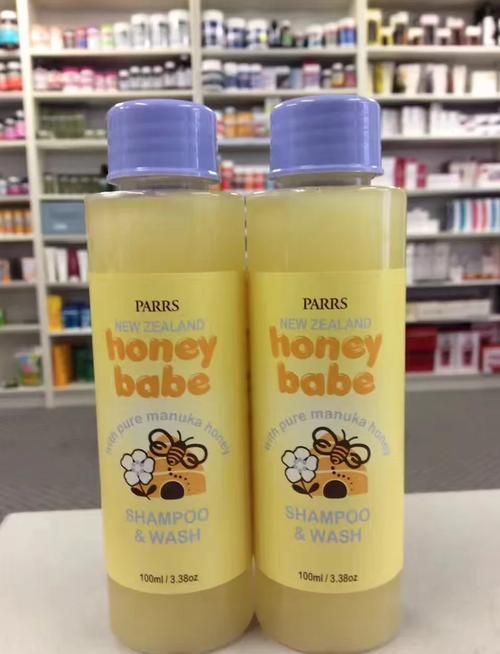 PARRS
NEW ZEALAND
honey
babe
with pure manuka honey
SHAMPOO
& WASH
100ml / 3.38oz
PARRS
NEW ZEALAND
honey
babe
with pure manuka honey
SHAMPOO
& WASH
100ml / 3.38oz